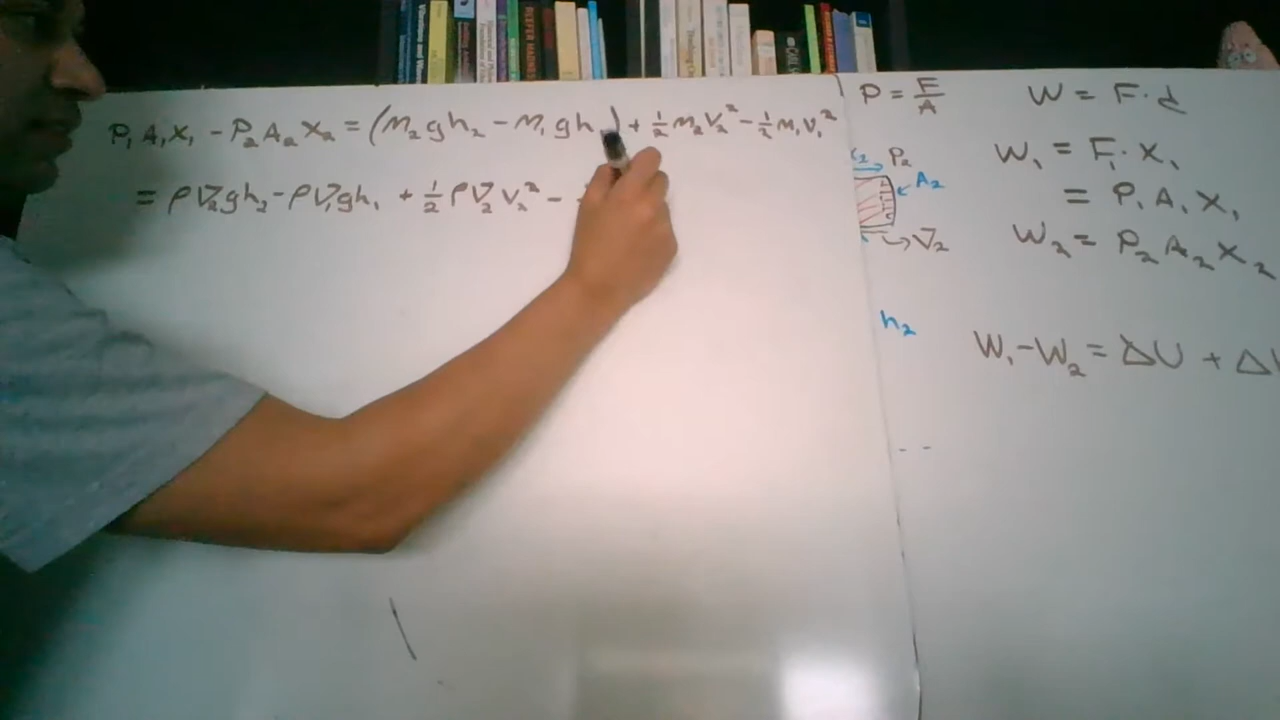 P₁A₁X₁ - P₂A₂X₂ = (m₂gh₂ - m₁gh₁) + ½m₂v₂² - ½m₁v₁²
= ρV₂gh₂ - ρV₁gh₁ + ½ρV₂v₂² -
P = F/A
W = F·d
X₂ P₂
A₂
V₂
h₂
W₁ = F₁·X₁
= P₁A₁X₁
W₂ = P₂A₂X₂
W₁-W₂ = ΔU + Δ